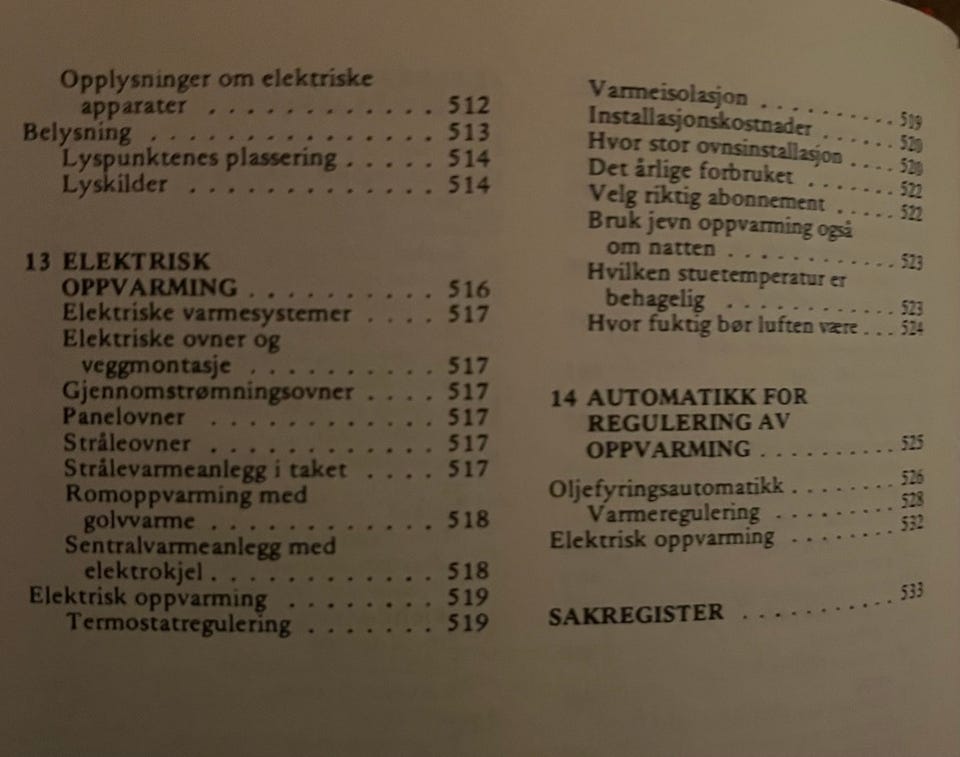 Opplysninger om elektriske
apparater . . . . . . . . . . . . 512
Belysning . . . . . . . . . . . . . . . 513
Lyspunktenes plassering . . . . . 514
Lyskilder . . . . . . . . . . . . . 514
13 ELEKTRISK
OPPVARMING . . . . . . . . . . 516
Elektriske varmesystemer . . . . 517
Elektriske ovner og
veggmontasje . . . . . . . . . . 517
Gjennomstrømningsovner . . . . 517
Panelovner . . . . . . . . . . . . 517
Stråleovner . . . . . . . . . . . . 517
Strålevarmeanlegg i taket . . . . 517
Romoppvarming med
golvvarme . . . . . . . . . . . . 518
Sentralvarmeanlegg med
elektrokjel . . . . . . . . . . . . 518
Elektrisk oppvarming . . . . . . . . 519
Termostatregulering . . . . . . . 519
Varmeisolasjon . . . . . . . . . . 519
Installasjonskostnader . . . . . . 520
Hvor stor ovnsinstallasjon . . . . 520
Det årlige forbruket . . . . . . . 522
Velg riktig abonnement . . . . . 522
Bruk jevn oppvarming også
om natten . . . . . . . . . . . . 523
Hvilken stuetemperatur er
behagelig . . . . . . . . . . . . 523
Hvor fuktig bør luften være . . . 524
14 AUTOMATIKK FOR
REGULERING AV
OPPVARMING . . . . . . . . . . 525
Oljefyringsautomatikk . . . . . . . . 526
Varmeregulering . . . . . . . . . 528
Elektrisk oppvarming . . . . . . . . 532
SAKREGISTER . . . . . . . . . . . 533